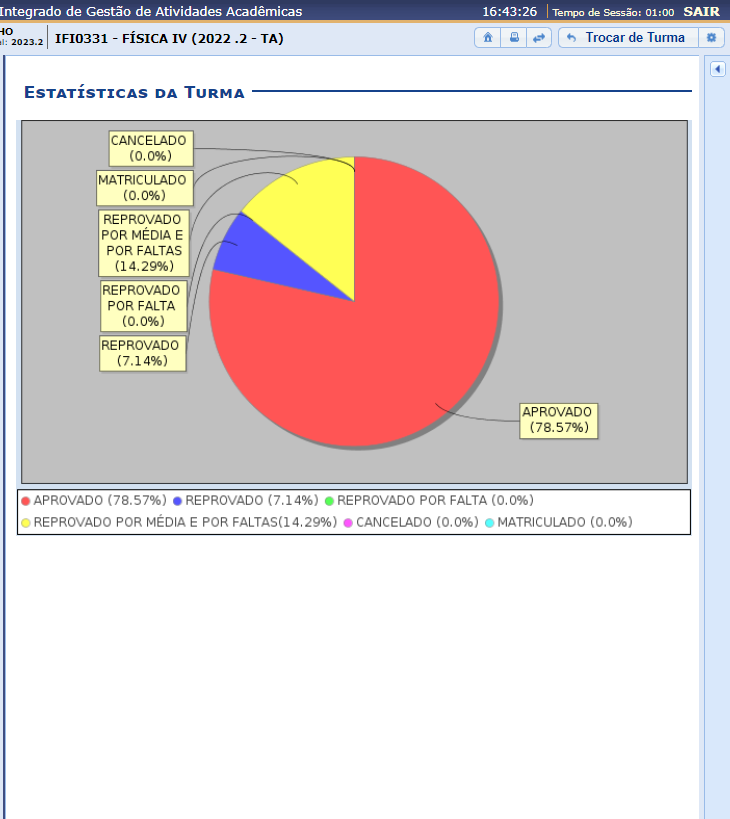 Integrado de Gestão de Atividades Acadêmicas 16:43:26 Tempo de Sessão: 01:00 SAIR
HO
el: 2023.2 IFI0331 - FÍSICA IV (2022 .2 - TA) Trocar de Turma
Estatísticas da Turma
CANCELADO
(0.0%)
MATRICULADO
(0.0%)
REPROVADO
POR MÉDIA E
POR FALTAS
(14.29%)
REPROVADO
POR FALTA
(0.0%)
REPROVADO
(7.14%)
APROVADO
(78.57%)
APROVADO (78.57%) REPROVADO (7.14%) REPROVADO POR FALTA (0.0%)
REPROVADO POR MÉDIA E POR FALTAS(14.29%) CANCELADO (0.0%) MATRICULADO (0.0%)